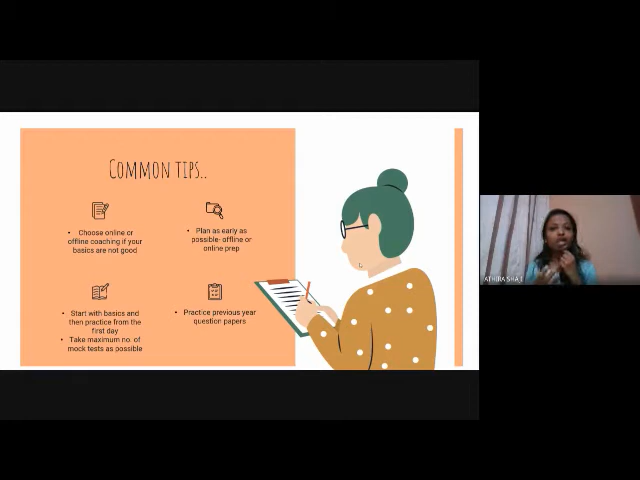 Common tips..
• Choose online or
offline coaching if your
basics are not good
• Plan as early as
possible- offline or
online prep
• Start with basics and
then practice from the
first day
• Take maximum no. of
mock tests as possible
• Practice previous year
question papers
ATHIRA SHAJI